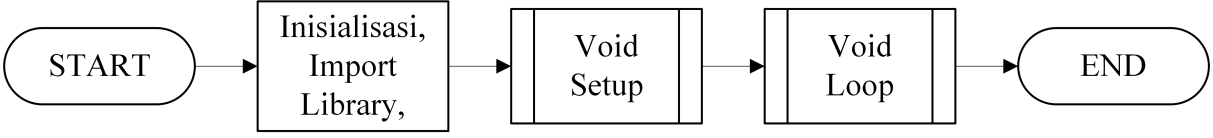 START
Inisialisasi,
Import
Library,
Void
Setup
Void
Loop
END